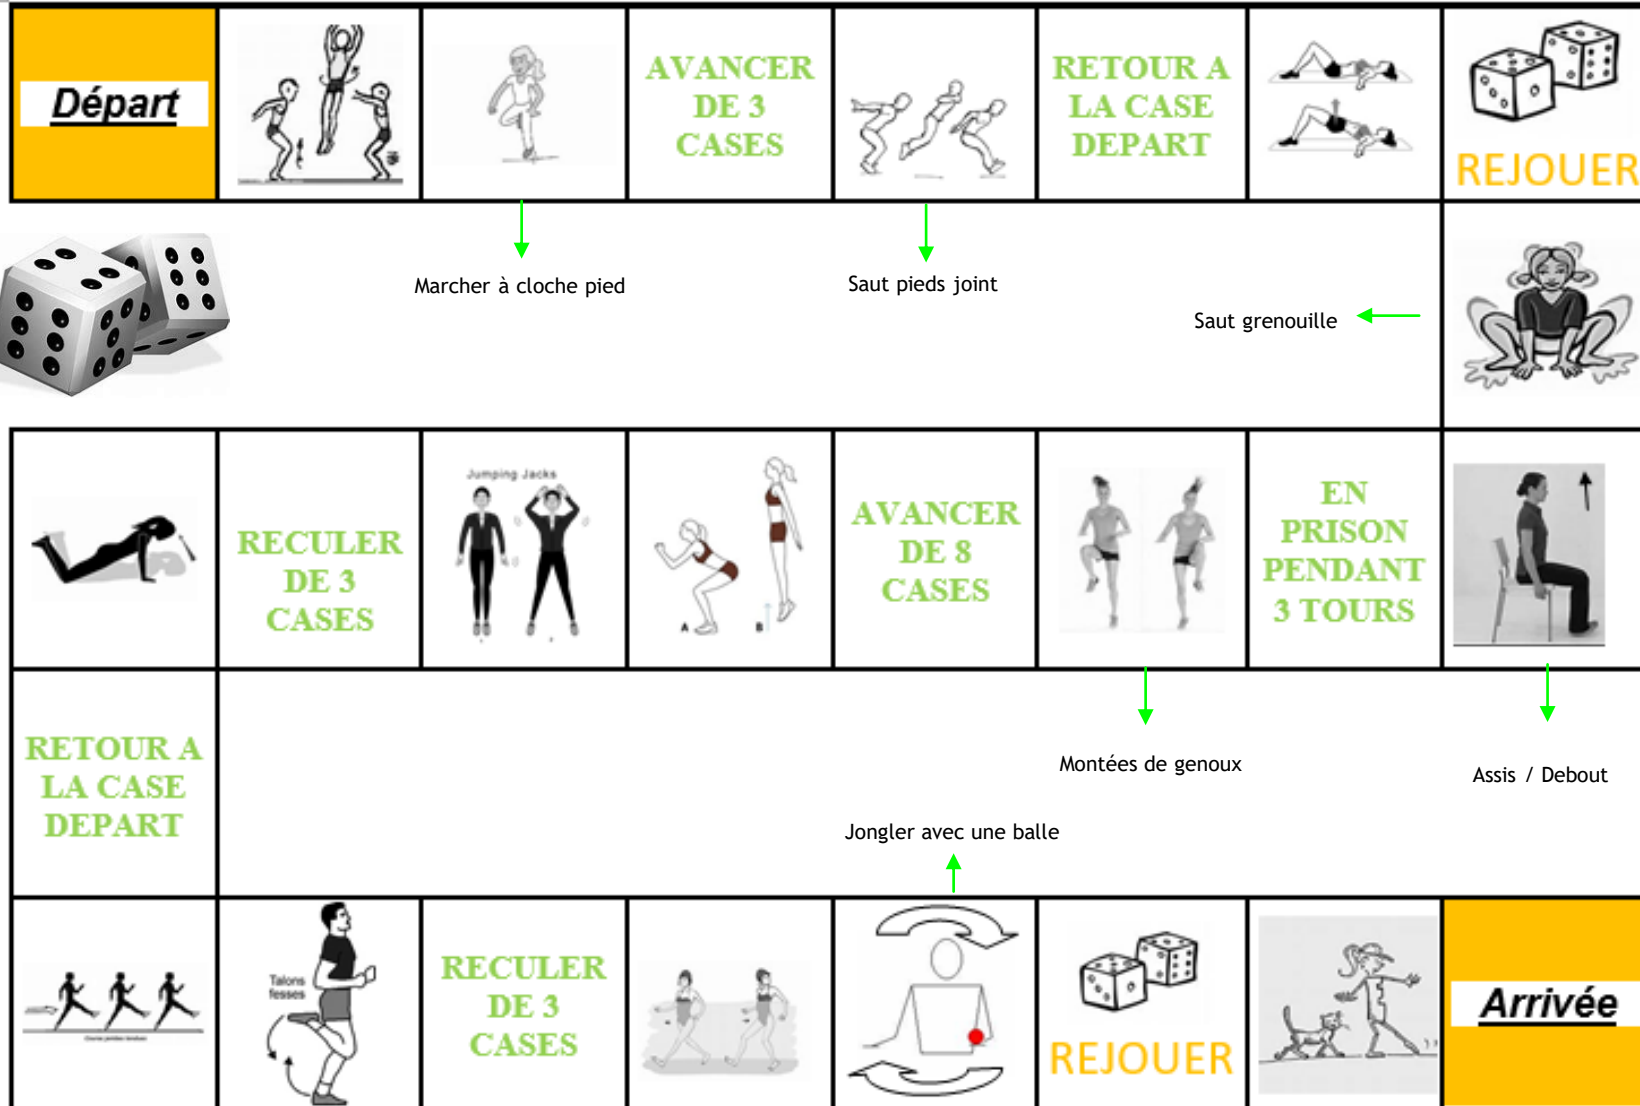 Départ
AVANCER
DE 3
CASES
RETOUR A
LA CASE
DEPART
REJOUER
Marcher à cloche pied
Saut pieds joint
Saut grenouille
RECULER
DE 3
CASES
Jumping Jacks
A
B
AVANCER
DE 8
CASES
EN
PRISON
PENDANT
3 TOURS
RETOUR A
LA CASE
DEPART
Montées de genoux
Assis / Debout
Jongler avec une balle
Talons
fesses
RECULER
DE 3
CASES
REJOUER
Arrivée